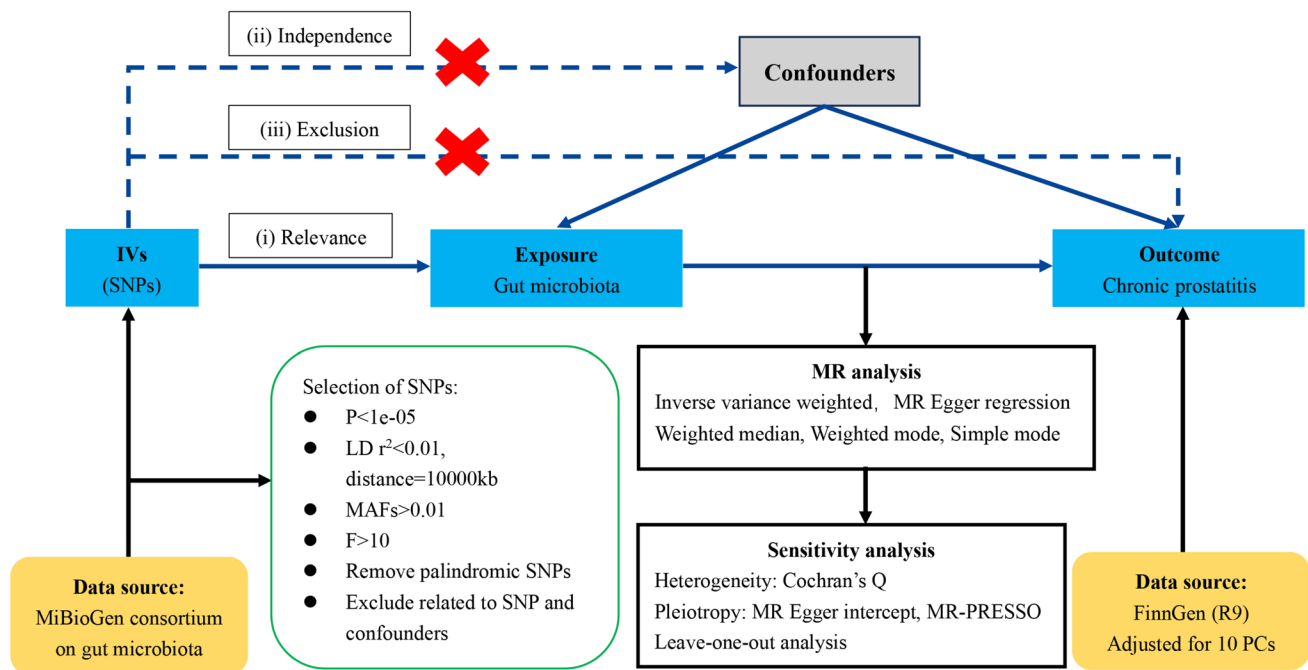 (ii) Independence
Confounders
(iii) Exclusion
(i) Relevance
IVs
(SNPs)
Exposure
Gut microbiota
Outcome
Chronic prostatitis
Selection of SNPs:
● P<1e-05
● LD r²<0.01,
distance=10000kb
● MAFs>0.01
● F>10
● Remove palindromic SNPs
● Exclude related to SNP and
confounders
MR analysis
Inverse variance weighted, MR Egger regression
Weighted median, Weighted mode, Simple mode
Sensitivity analysis
Heterogeneity: Cochran’s Q
Pleiotropy: MR Egger intercept, MR-PRESSO
Leave-one-out analysis
Data source:
MiBioGen consortium
on gut microbiota
Data source:
FinnGen (R9)
Adjusted for 10 PCs